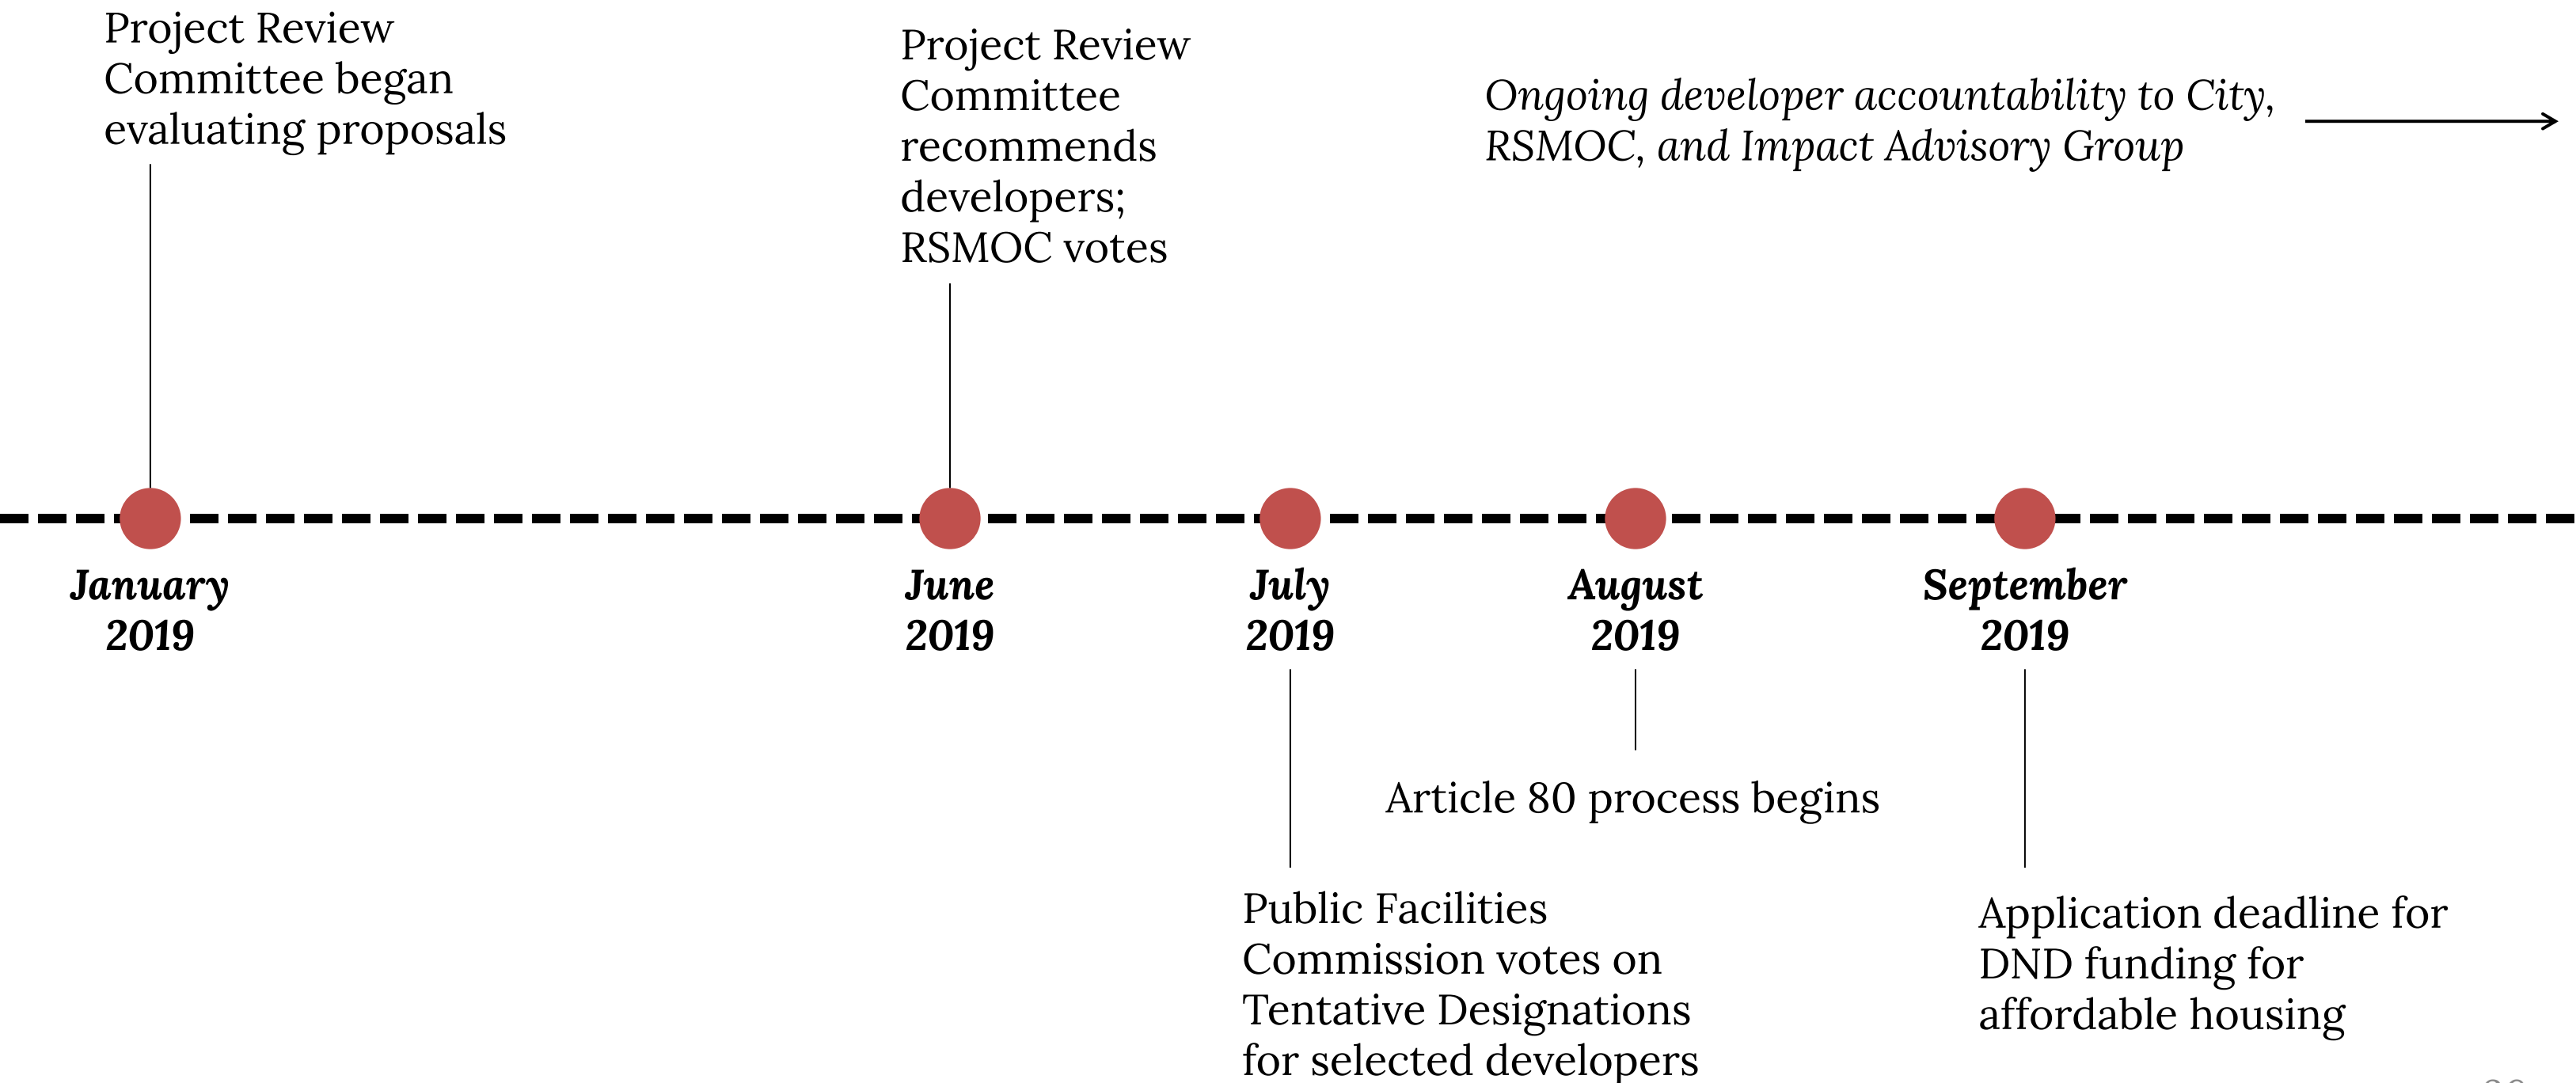 Project Review
Committee began
evaluating proposals
Project Review
Committee
recommends
developers;
RSMOC votes
Ongoing developer accountability to City,
RSMOC, and Impact Advisory Group
January
2019
June
2019
July
2019
August
2019
September
2019
Article 80 process begins
Public Facilities
Commission votes on
Tentative Designations
for selected developers
Application deadline for
DND funding for
affordable housing